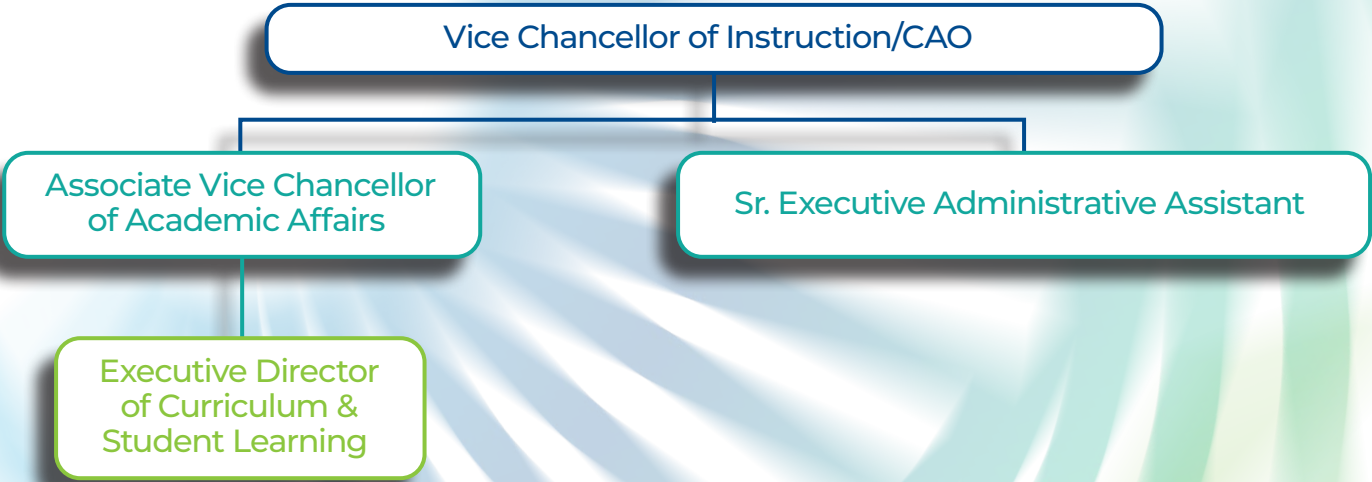 Vice Chancellor of Instruction/CAO
Associate Vice Chancellor
of Academic Affairs
Sr. Executive Administrative Assistant
Executive Director
of Curriculum &
Student Learning